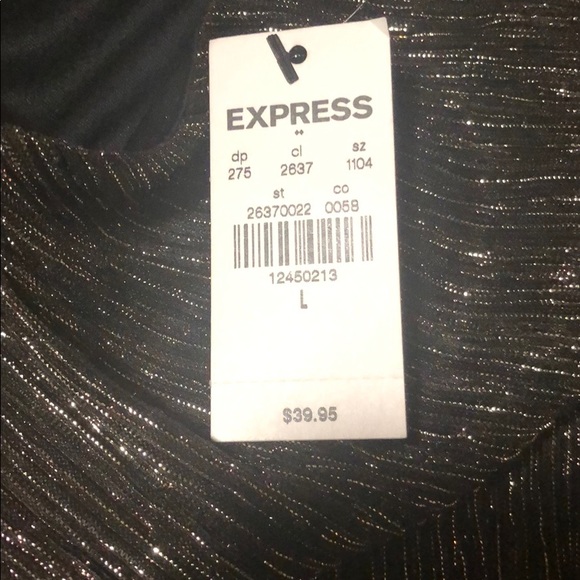 EXPRESS
dp cl sz
275 2637 1104
st co
26370022 0058
12450213
L
$39.95